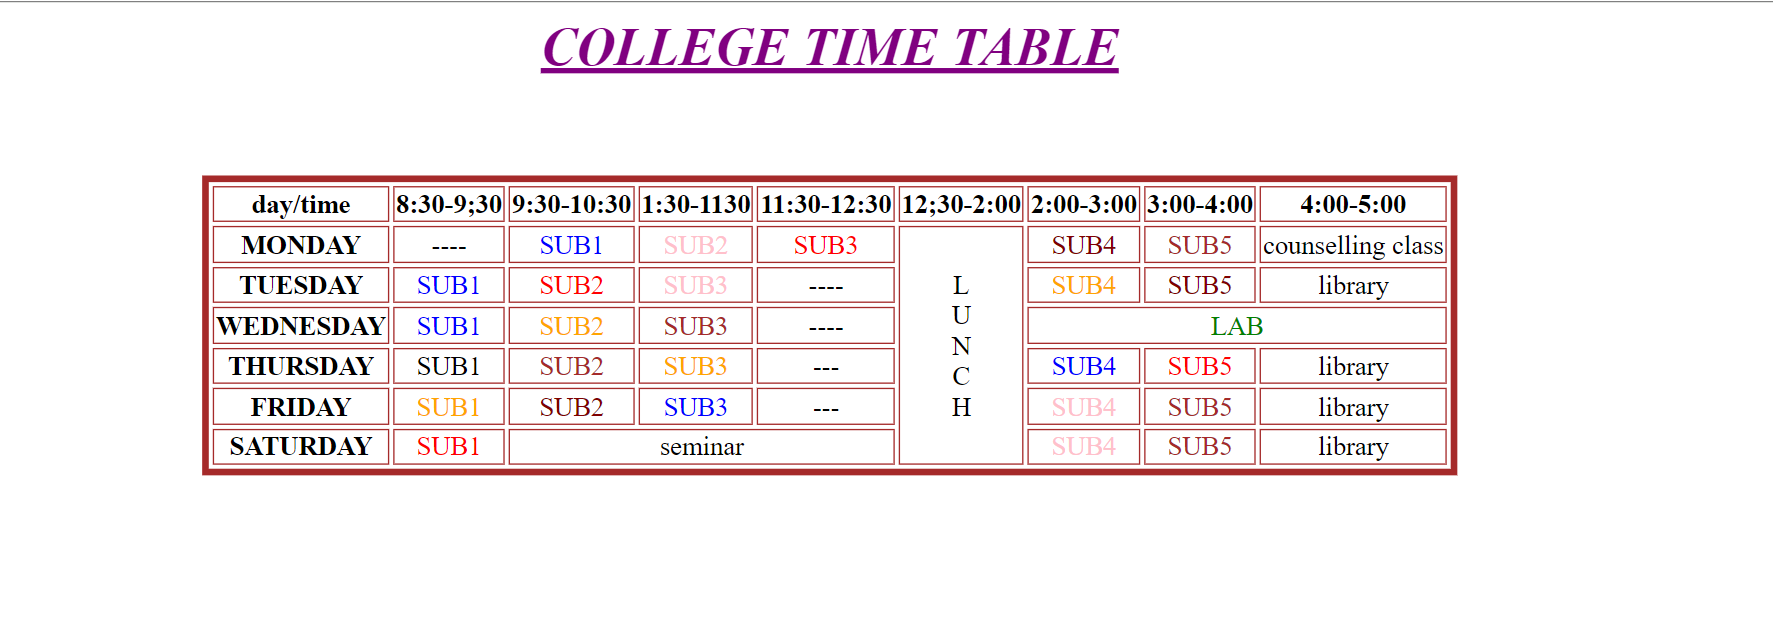 COLLEGE TIME TABLE
day/time 8:30-9;30 9:30-10:30 1:30-1130 11:30-12:30 12;30-2:00 2:00-3:00 3:00-4:00 4:00-5:00
MONDAY ---- SUB1 SUB2 SUB3 SUB4 SUB5 counselling class
TUESDAY SUB1 SUB2 SUB3 ---- L SUB4 SUB5 library
U
WEDNESDAY SUB1 SUB2 SUB3 ---- LAB
N
THURSDAY SUB1 SUB2 SUB3 --- SUB4 SUB5 library
C
FRIDAY SUB1 SUB2 SUB3 --- H SUB4 SUB5 library
SATURDAY SUB1 seminar SUB4 SUB5 library